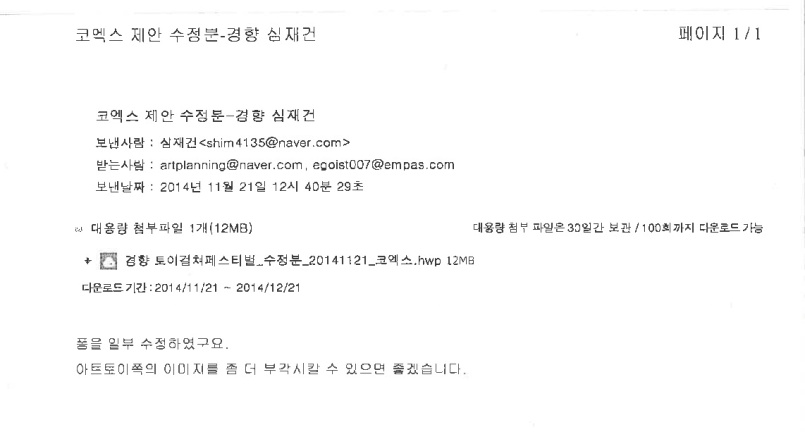 코엑스 제안 수정분-경향 심재건 페이지 1 / 1
코엑스 제안 수정분-경향 심재건
보낸사람 : 심재건<shim4135@naver.com>
받는사람 : artplanning@naver.com, egoist007@empas.com
보낸날짜 : 2014년 11월 21일 12시 40분 29초
대용량 첨부파일 1개(12MB) 대용량 첨부 파일은 30일간 보관 / 100회까지 다운로드 가능
+ 경향 토이컬쳐페스티벌_수정분_20141121_코엑스.hwp 12MB
다운로드 기간 : 2014/11/21 ~ 2014/12/21
폼을 일부 수정하였구요.
아트토이쪽의 이미지를 좀 더 부각시킬 수 있으면 좋겠습니다.